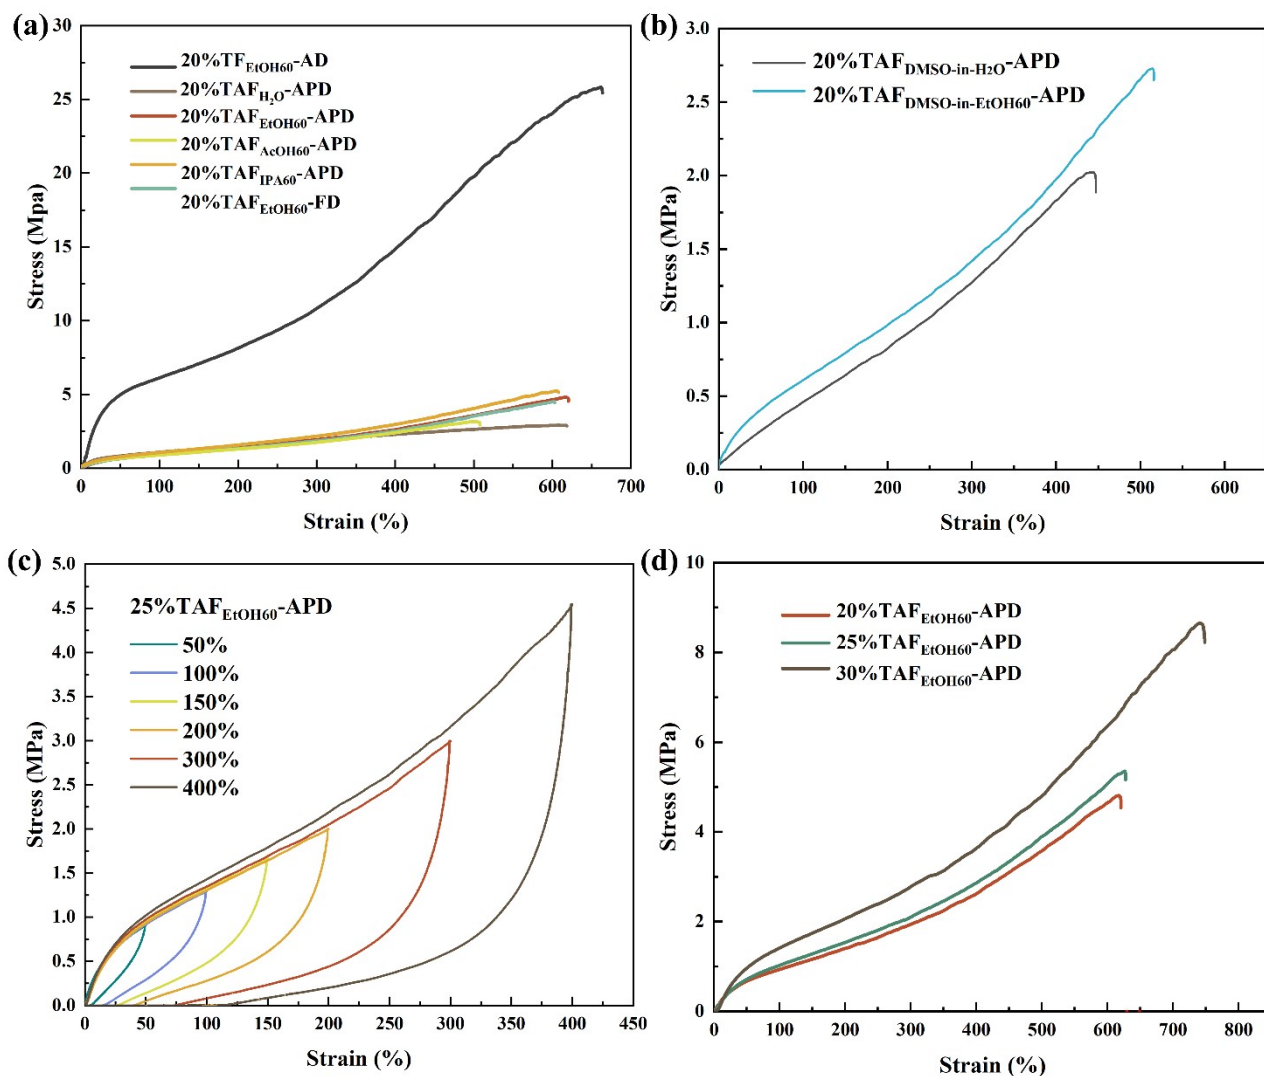 (a)
30
25
20
15
10
5
0
Stress (Mpa)
20%TF_EtOH60-AD
20%TAF_H₂O-APD
20%TAF_EtOH60-APD
20%TAF_AcOH60-APD
20%TAF_IPA60-APD
20%TAF_EtOH60-FD
0 100 200 300 400 500 600 700
Strain (%)
(b)
3.0
2.5
2.0
1.5
1.0
0.5
0.0
Stress (MPa)
20%TAF_DMSO-in-H₂O-APD
20%TAF_DMSO-in-EtOH60-APD
0 100 200 300 400 500 600
Strain (%)
(c)
5.0
4.5
4.0
3.5
3.0
2.5
2.0
1.5
1.0
0.5
0.0
Stress (MPa)
25%TAF_EtOH60-APD
50%
100%
150%
200%
300%
400%
0 50 100 150 200 250 300 350 400 450
Strain (%)
(d)
10
8
6
4
2
0
Stress (MPa)
20%TAF_EtOH60-APD
25%TAF_EtOH60-APD
30%TAF_EtOH60-APD
0 100 200 300 400 500 600 700 800
Strain (%)